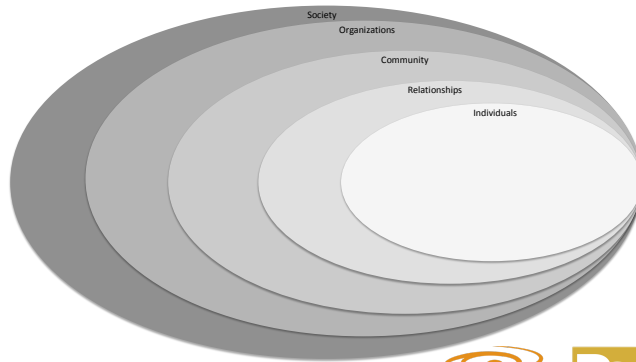 Society
Organizations
Community
Relationships
Individuals